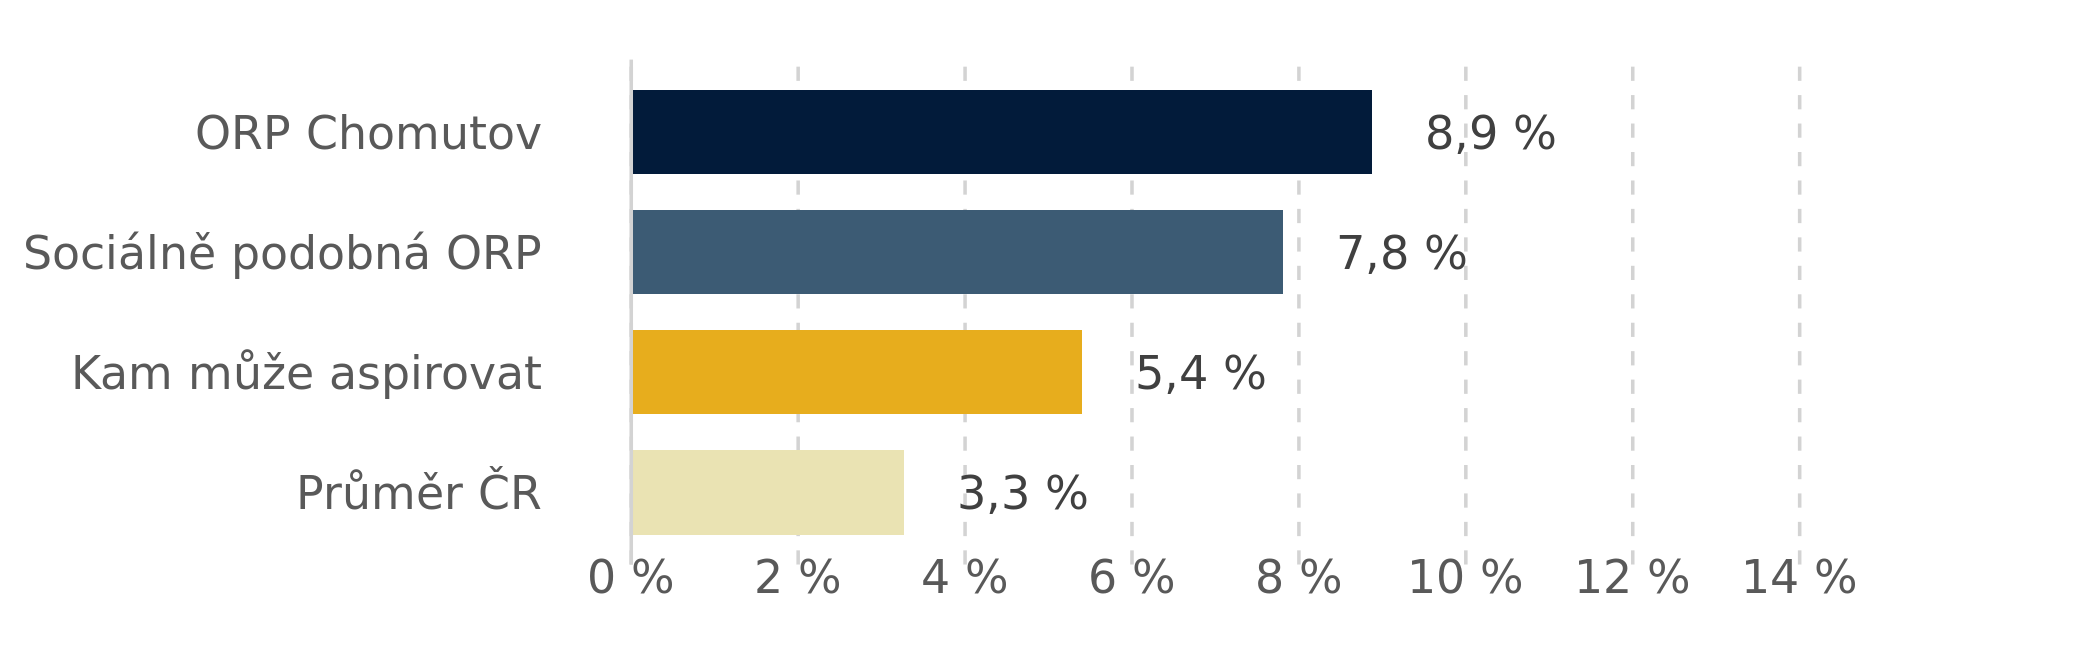 ORP Chomutov 8,9 %
Sociálně podobná ORP 7,8 %
Kam může aspirovat 5,4 %
Průměr ČR 3,3 %
0 % 2 % 4 % 6 % 8 % 10 % 12 % 14 %